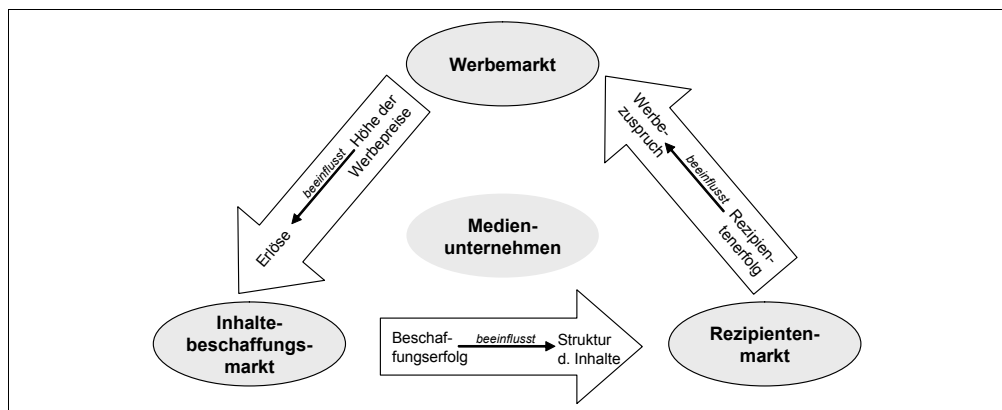 Werbemarkt
Höhe der
Werbepreise
beeinflusst
Erlöse
Werbe-
zuspruch
beeinflusst
Rezipien-
tenerfolg
Medien-
unternehmen
Inhalte-
beschaffungs-
markt
Beschaf-
fungserfolg
beeinflusst
Struktur
d. Inhalte
Rezipienten-
markt